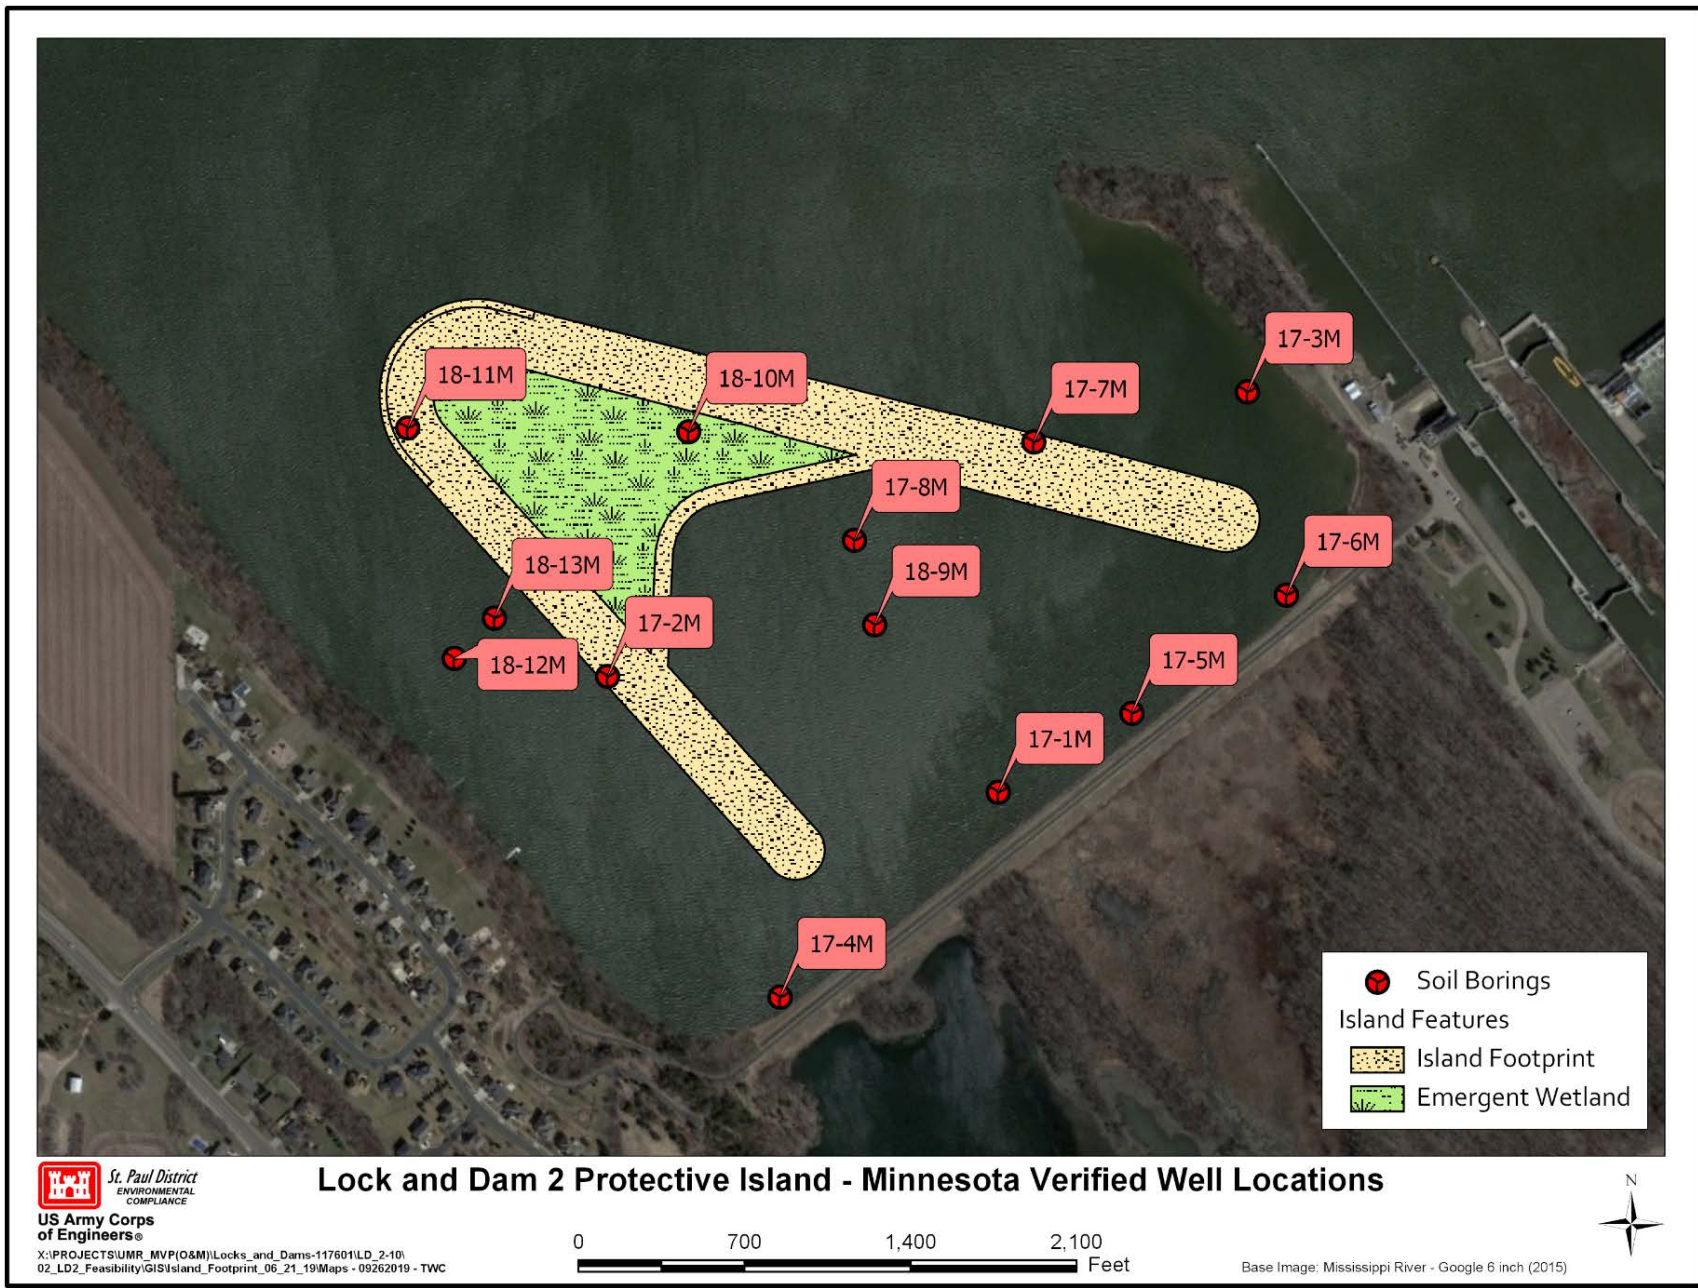 17-3M
18-11M
18-10M
17-7M
17-8M
17-6M
18-13M
18-9M
17-2M
18-12M
17-5M
17-1M
17-4M
Soil Borings
Island Features
Island Footprint
Emergent Wetland
St. Paul District
ENVIRONMENTAL
COMPLIANCE
US Army Corps
of Engineers®
Lock and Dam 2 Protective Island - Minnesota Verified Well Locations
N
0 700 1,400 2,100
Feet
X:\PROJECTS\UMR_MVP(O&M)\Locks_and_Dams-117601\LD_2-10\
02_LD2_Feasibility\GIS\Island_Footprint_06_21_19\Maps - 09262019 - TWC
Base Image: Mississippi River - Google 6 inch (2015)